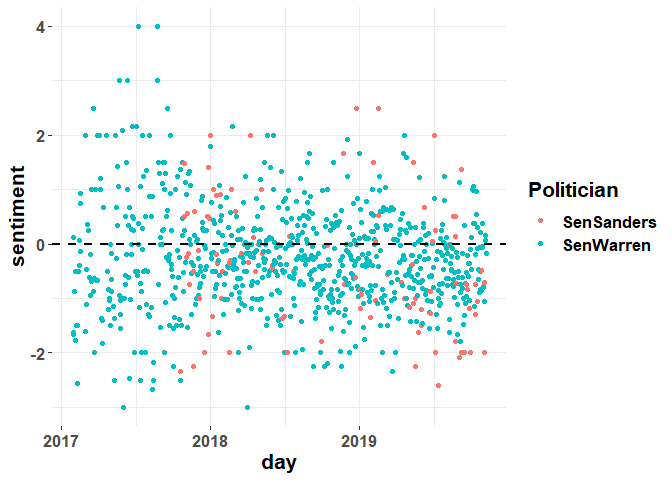 4
2
0
-2
sentiment
2017
2018
2019
day
Politician
SenSanders
SenWarren